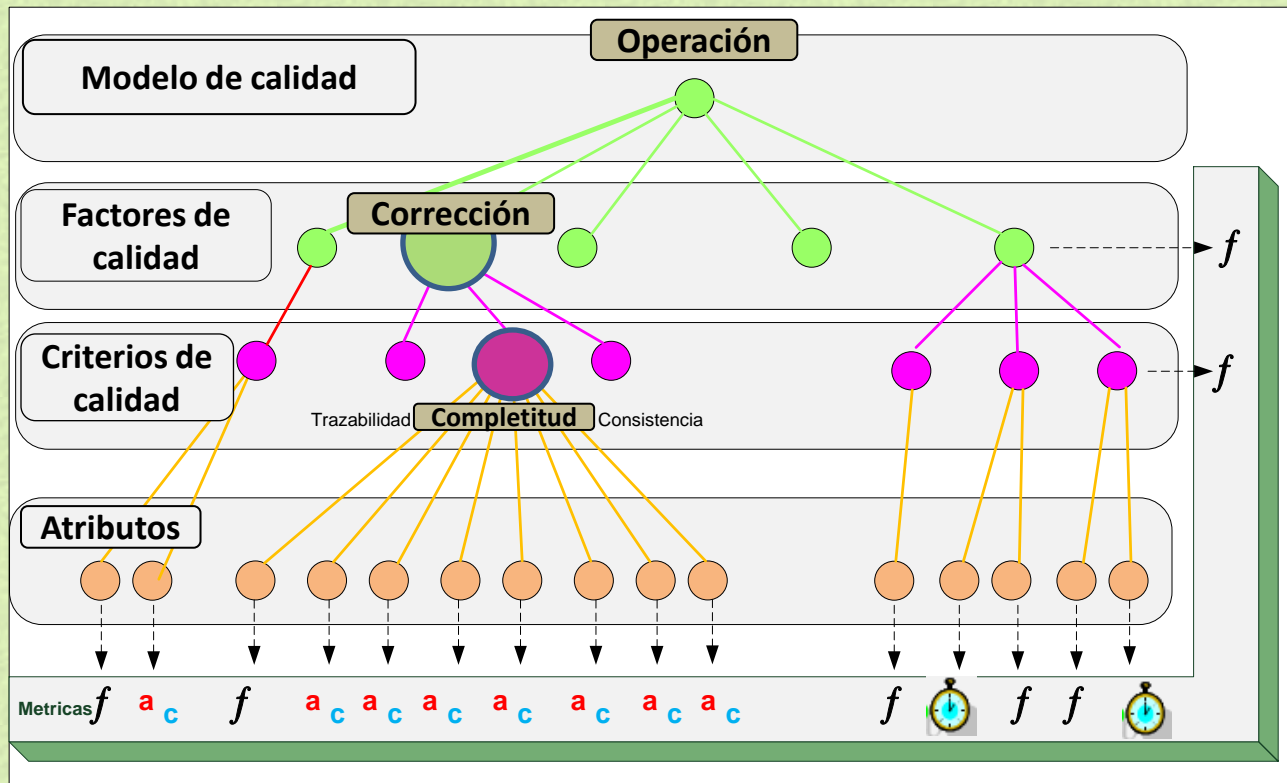 Operación
Modelo de calidad
Factores de
calidad
Corrección
f
Criterios de
calidad
f
Trazabilidad Completitud Consistencia
Atributos
Metricas f a c f a c a c a c a c a c a c a c f f f